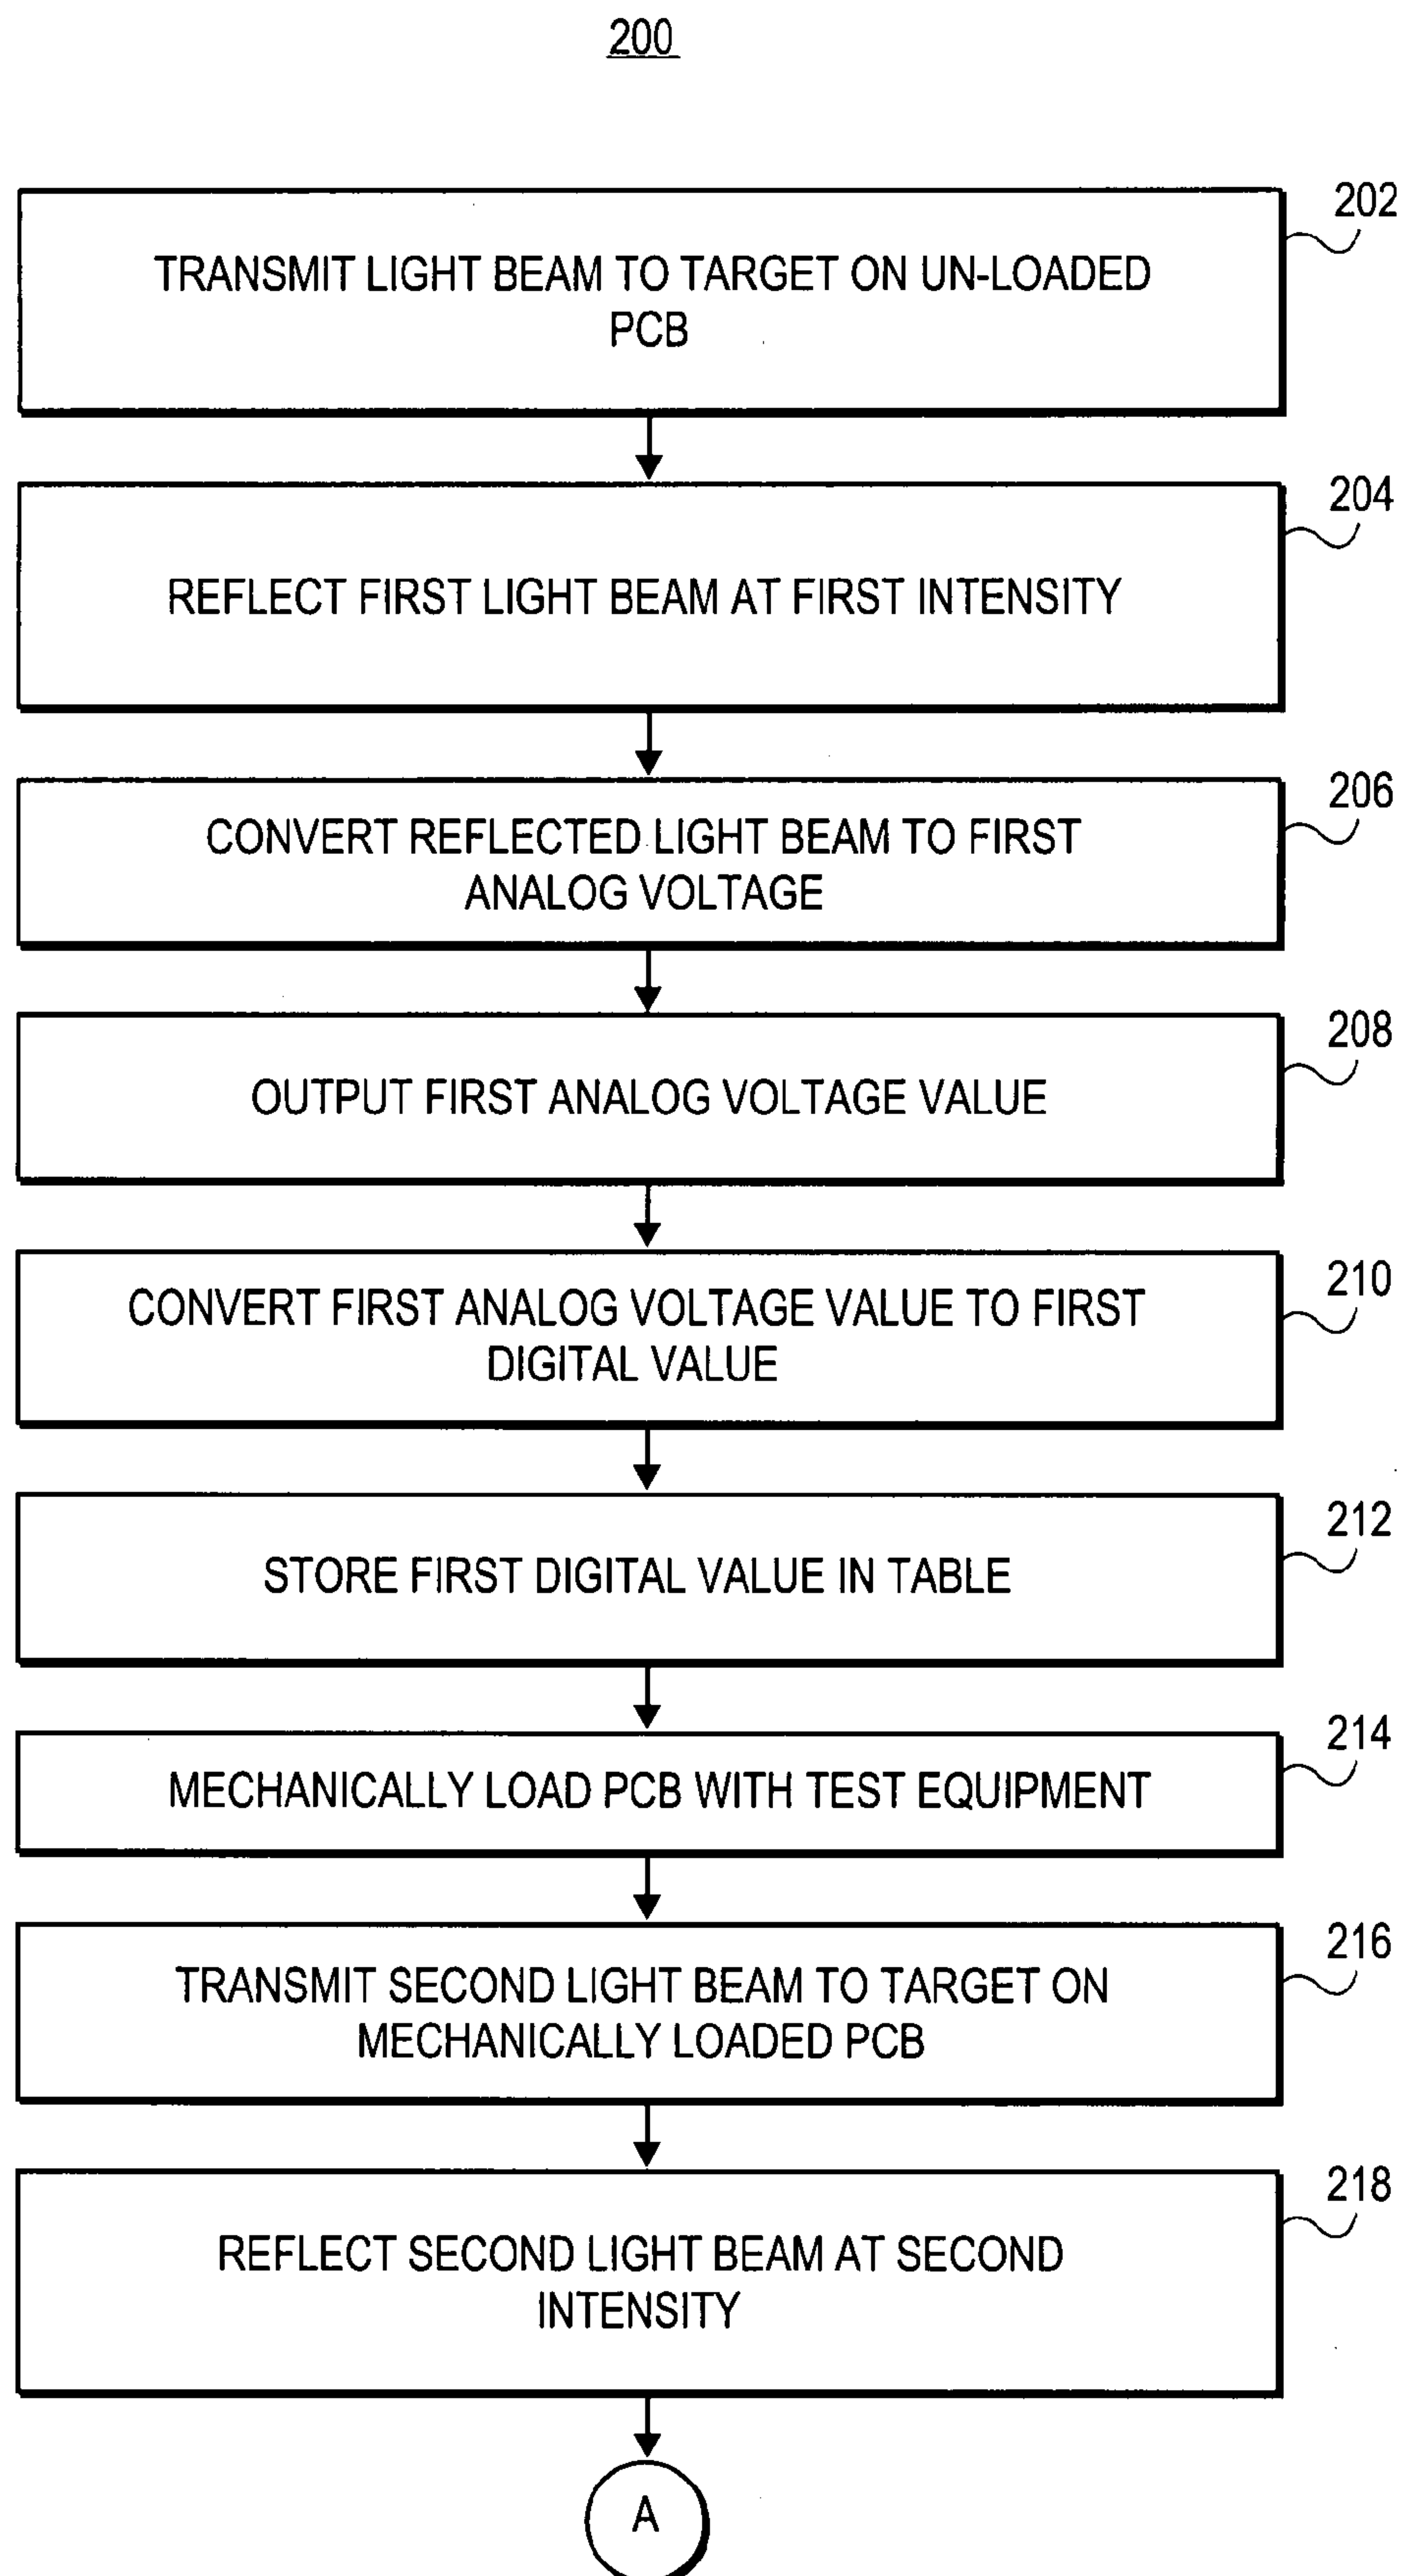 200
202
TRANSMIT LIGHT BEAM TO TARGET ON UN-LOADED
PCB
204
REFLECT FIRST LIGHT BEAM AT FIRST INTENSITY
206
CONVERT REFLECTED LIGHT BEAM TO FIRST
ANALOG VOLTAGE
208
OUTPUT FIRST ANALOG VOLTAGE VALUE
210
CONVERT FIRST ANALOG VOLTAGE VALUE TO FIRST
DIGITAL VALUE
212
STORE FIRST DIGITAL VALUE IN TABLE
214
MECHANICALLY LOAD PCB WITH TEST EQUIPMENT
216
TRANSMIT SECOND LIGHT BEAM TO TARGET ON
MECHANICALLY LOADED PCB
218
REFLECT SECOND LIGHT BEAM AT SECOND
INTENSITY
A